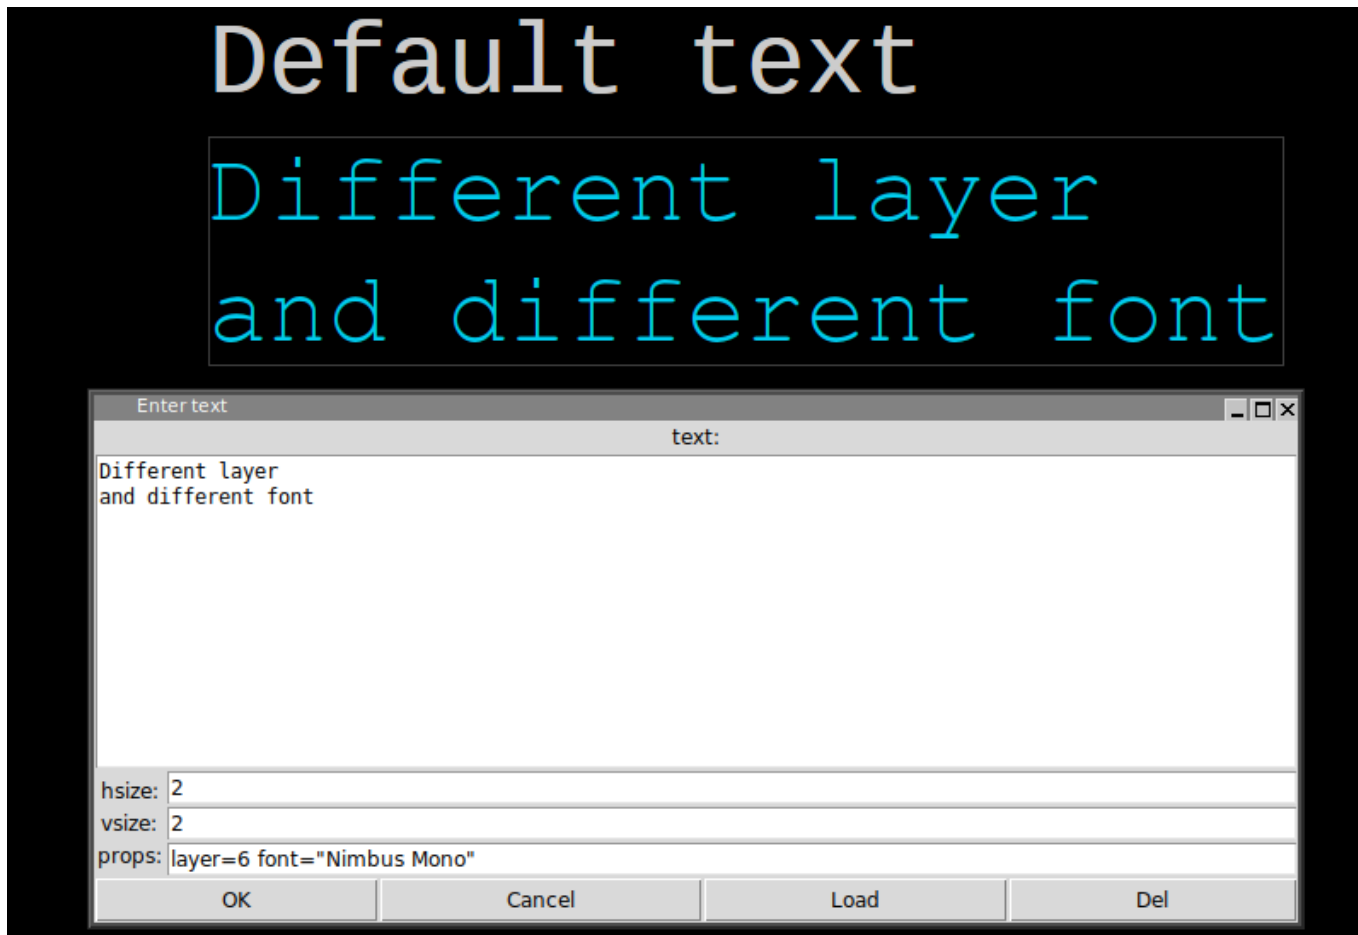 Default text
Different layer
and different font
Enter text
text:
Different layer
and different font
hsize: 2
vsize: 2
props: layer=6 font="Nimbus Mono"
OK Cancel Load Del